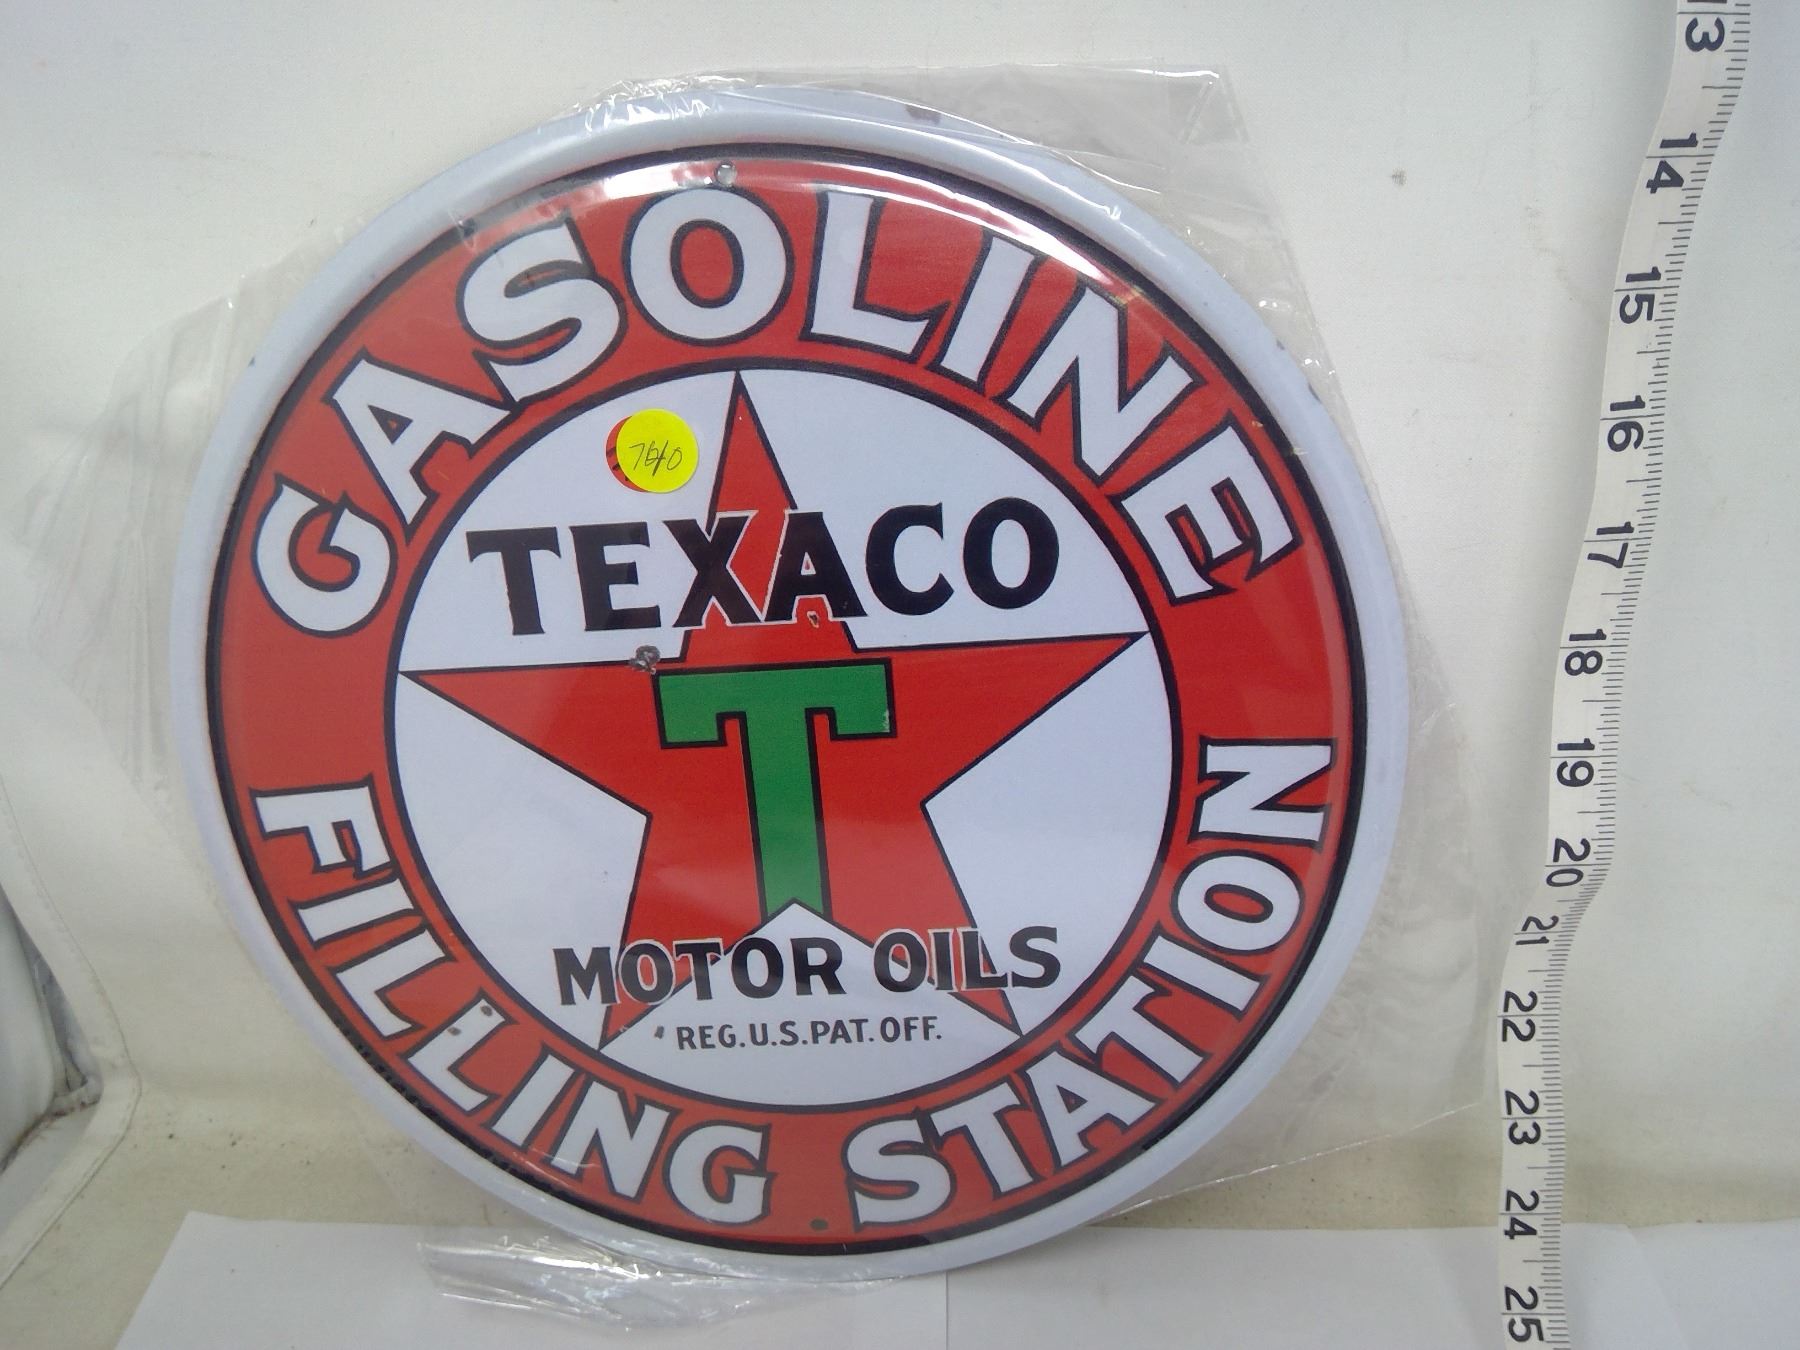 GASOLINE
TEXACO
T
MOTOR OILS
REG. U.S. PAT. OFF.
FILLING STATION
13
14
15
16
17
18
19
20
21
22
23
24
25